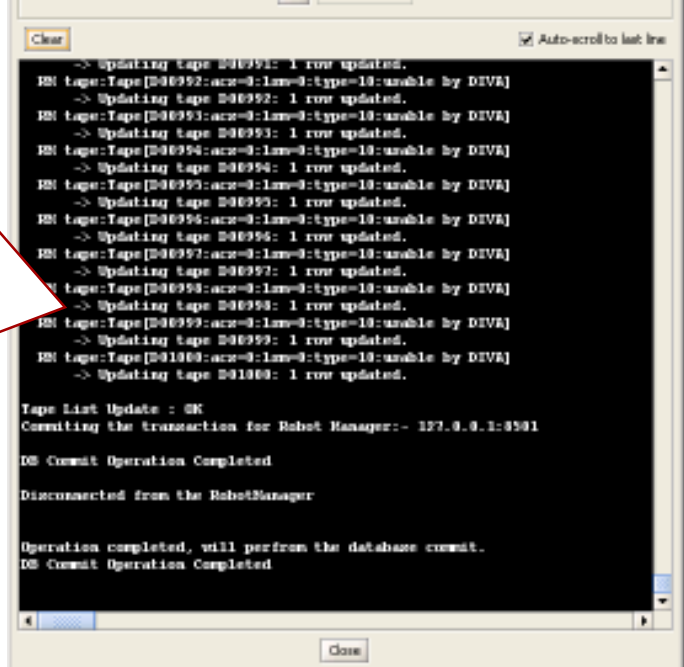 Clear
Auto-scroll to last line
-> Updating tape D00991: 1 row updated.
RM tape:Tape[D00992:acs=0:lsm=0:type=10:usable by DIVA]
-> Updating tape D00992: 1 row updated.
RM tape:Tape[D00993:acs=0:lsm=0:type=10:usable by DIVA]
-> Updating tape D00993: 1 row updated.
RM tape:Tape[D00994:acs=0:lsm=0:type=10:usable by DIVA]
-> Updating tape D00994: 1 row updated.
RM tape:Tape[D00995:acs=0:lsm=0:type=10:usable by DIVA]
-> Updating tape D00995: 1 row updated.
RM tape:Tape[D00996:acs=0:lsm=0:type=10:usable by DIVA]
-> Updating tape D00996: 1 row updated.
RM tape:Tape[D00997:acs=0:lsm=0:type=10:usable by DIVA]
-> Updating tape D00997: 1 row updated.
tape:Tape[D00998:acs=0:lsm=0:type=10:usable by DIVA]
-> Updating tape D00998: 1 row updated.
RM tape:Tape[D00999:acs=0:lsm=0:type=10:usable by DIVA]
-> Updating tape D00999: 1 row updated.
RM tape:Tape[D01000:acs=0:lsm=0:type=10:usable by DIVA]
-> Updating tape D01000: 1 row updated.
Tape List Update : OK
Commiting the transaction for Robot Manager:- 127.0.0.1:8501
DB Commit Operation Completed
Disconnected from the RobotManager
Operation completed, will perfrom the database commit.
DB Commit Operation Completed
Close